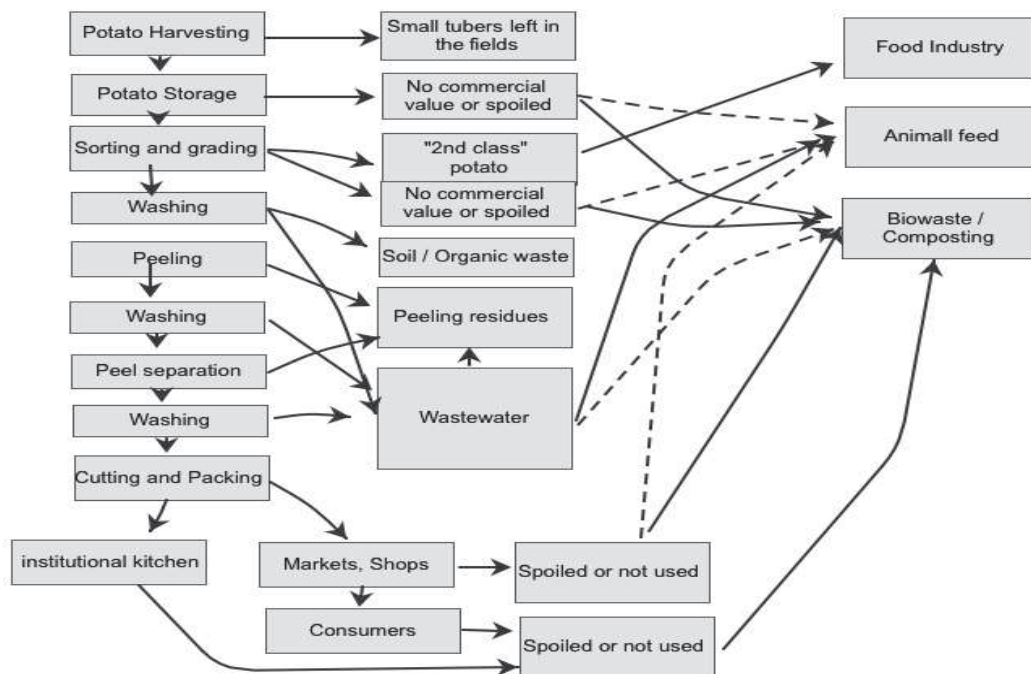 Potato Harvesting
Small tubers left in
the fields
Food Industry
Potato Storage
No commercial
value or spoiled
Animall feed
Sorting and grading
"2nd class"
potato
No commercial
value or spoiled
Washing
Biowaste /
Composting
Soil / Organic waste
Peeling
Peeling residues
Washing
Peel separation
Wastewater
Washing
Cutting and Packing
institutional kitchen
Markets, Shops
Spoiled or not used
Consumers
Spoiled or not used